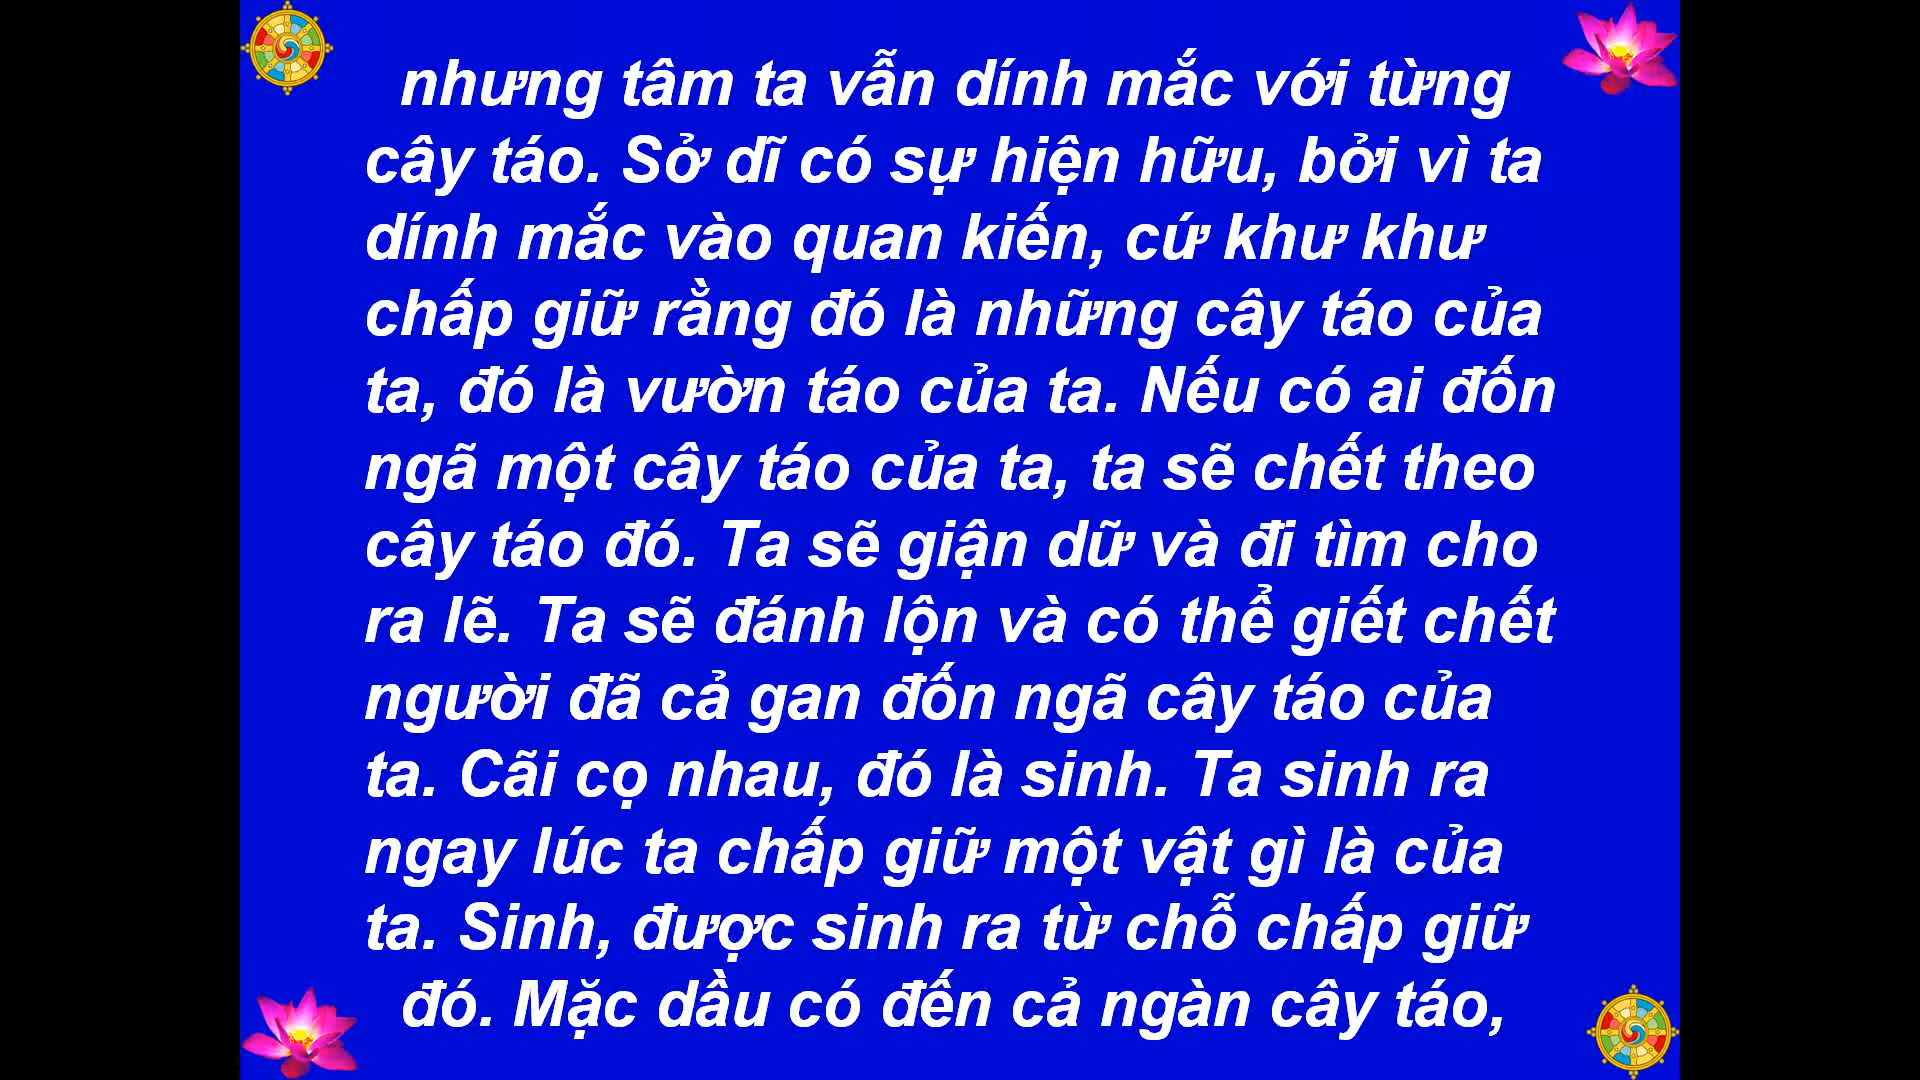 nhưng tâm ta vẫn dính mắc với từng
cây táo. Sở dĩ có sự hiện hữu, bởi vì ta
dính mắc vào quan kiến, cứ khư khư
chấp giữ rằng đó là những cây táo của
ta, đó là vườn táo của ta. Nếu có ai đốn
ngã một cây táo của ta, ta sẽ chết theo
cây táo đó. Ta sẽ giận dữ và đi tìm cho
ra lẽ. Ta sẽ đánh lộn và có thể giết chết
người đã cả gan đốn ngã cây táo của
ta. Cãi cọ nhau, đó là sinh. Ta sinh ra
ngay lúc ta chấp giữ một vật gì là của
ta. Sinh, được sinh ra từ chỗ chấp giữ
đó. Mặc dầu có đến cả ngàn cây táo,